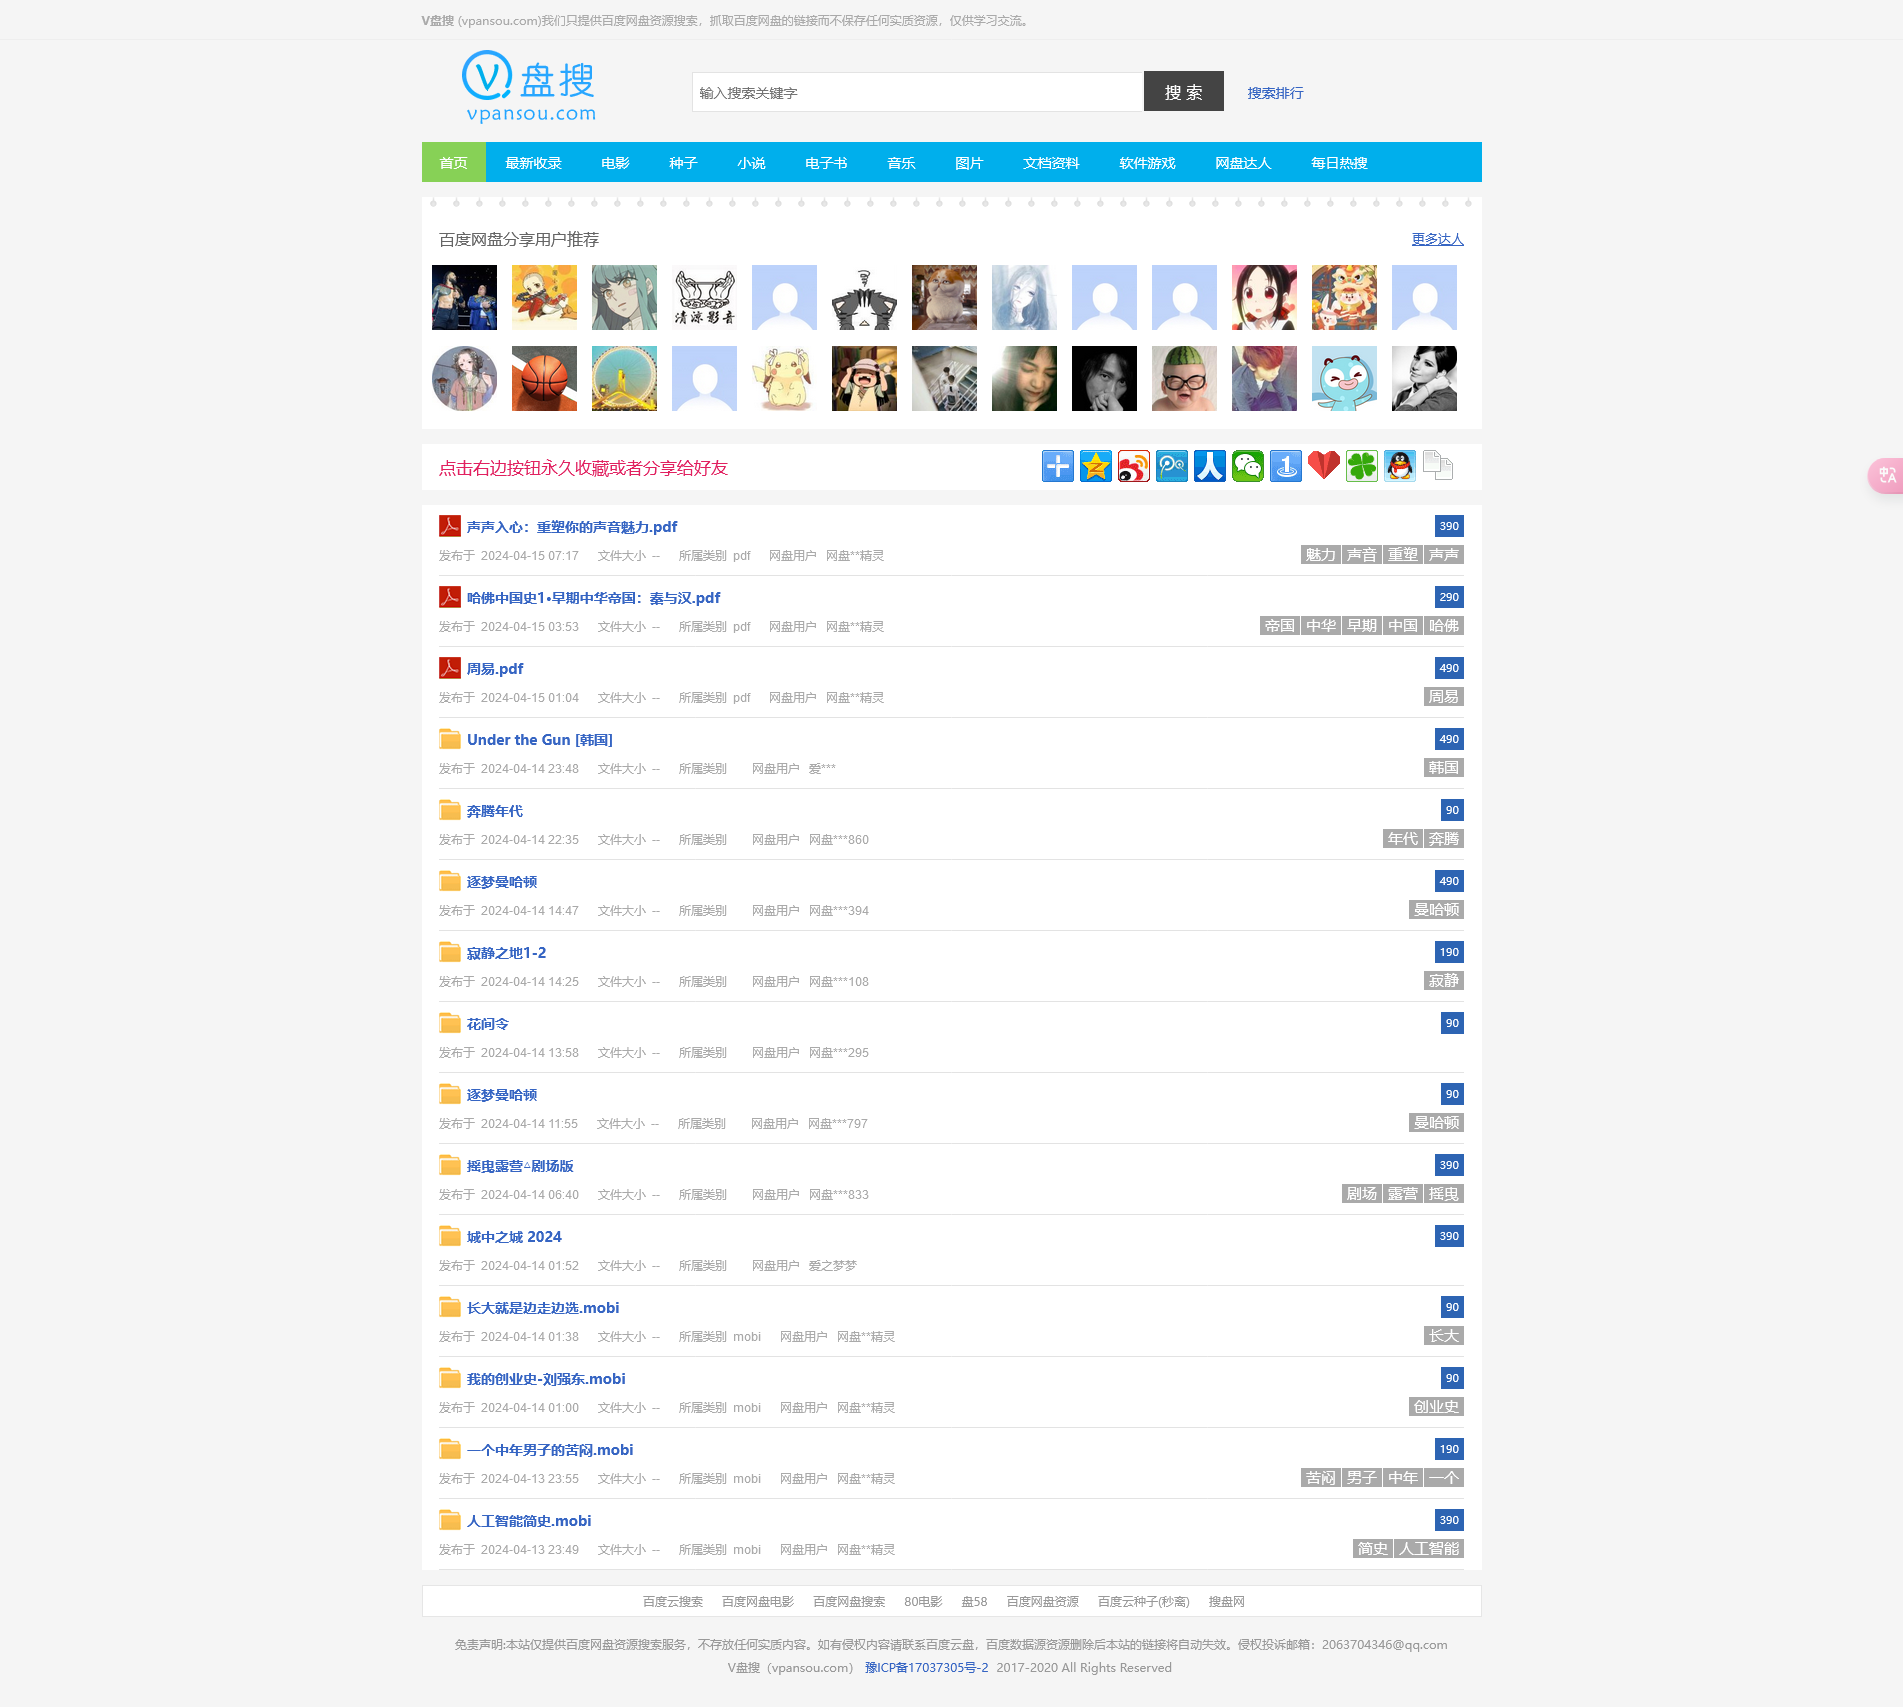 V盘搜 (vpansou.com)我们只提供百度网盘资源搜索，抓取百度网盘的链接而不保存任何实质资源，仅供学习交流。
V 盘搜
vpansou.com
输入搜索关键字 搜 索 搜索排行
首页 最新收录 电影 种子 小说 电子书 音乐 图片 文档资料 软件游戏 网盘达人 每日热搜
百度网盘分享用户推荐 更多达人
清凉影音
点击右边按钮永久收藏或者分享给好友
声声入心：重塑你的声音魅力.pdf 390
发布于 2024-04-15 07:17 文件大小 -- 所属类别 pdf 网盘用户 网盘**精灵 魅力 声音 重塑 声声
哈佛中国史1•早期中华帝国：秦与汉.pdf 290
发布于 2024-04-15 03:53 文件大小 -- 所属类别 pdf 网盘用户 网盘**精灵 帝国 中华 早期 中国 哈佛
周易.pdf 490
发布于 2024-04-15 01:04 文件大小 -- 所属类别 pdf 网盘用户 网盘**精灵 周易
Under the Gun [韩国] 490
发布于 2024-04-14 23:48 文件大小 -- 所属类别 网盘用户 爱*** 韩国
奔腾年代 90
发布于 2024-04-14 22:35 文件大小 -- 所属类别 网盘用户 网盘***860 年代 奔腾
逐梦曼哈顿 490
发布于 2024-04-14 14:47 文件大小 -- 所属类别 网盘用户 网盘***394 曼哈顿
寂静之地1-2 190
发布于 2024-04-14 14:25 文件大小 -- 所属类别 网盘用户 网盘***108 寂静
花间令 90
发布于 2024-04-14 13:58 文件大小 -- 所属类别 网盘用户 网盘***295
逐梦曼哈顿 90
发布于 2024-04-14 11:55 文件大小 -- 所属类别 网盘用户 网盘***797 曼哈顿
摇曳露营△剧场版 390
发布于 2024-04-14 06:40 文件大小 -- 所属类别 网盘用户 网盘***833 剧场 露营 摇曳
城中之城 2024 390
发布于 2024-04-14 01:52 文件大小 -- 所属类别 网盘用户 爱之梦梦
长大就是边走边选.mobi 90
发布于 2024-04-14 01:38 文件大小 -- 所属类别 mobi 网盘用户 网盘**精灵 长大
我的创业史-刘强东.mobi 90
发布于 2024-04-14 01:00 文件大小 -- 所属类别 mobi 网盘用户 网盘**精灵 创业史
一个中年男子的苦闷.mobi 190
发布于 2024-04-13 23:55 文件大小 -- 所属类别 mobi 网盘用户 网盘**精灵 苦闷 男子 中年 一个
人工智能简史.mobi 390
发布于 2024-04-13 23:49 文件大小 -- 所属类别 mobi 网盘用户 网盘**精灵 简史 人工智能
百度云搜索 百度网盘电影 百度网盘搜索 80电影 盘58 百度网盘资源 百度云种子(秒斋) 搜盘网
免责声明:本站仅提供百度网盘资源搜索服务，不存放任何实质内容。如有侵权内容请联系百度云盘，百度数据源资源删除后本站的链接将自动失效。侵权投诉邮箱：2063704346@qq.com
V盘搜（vpansou.com） 豫ICP备17037305号-2 2017-2020 All Rights Reserved